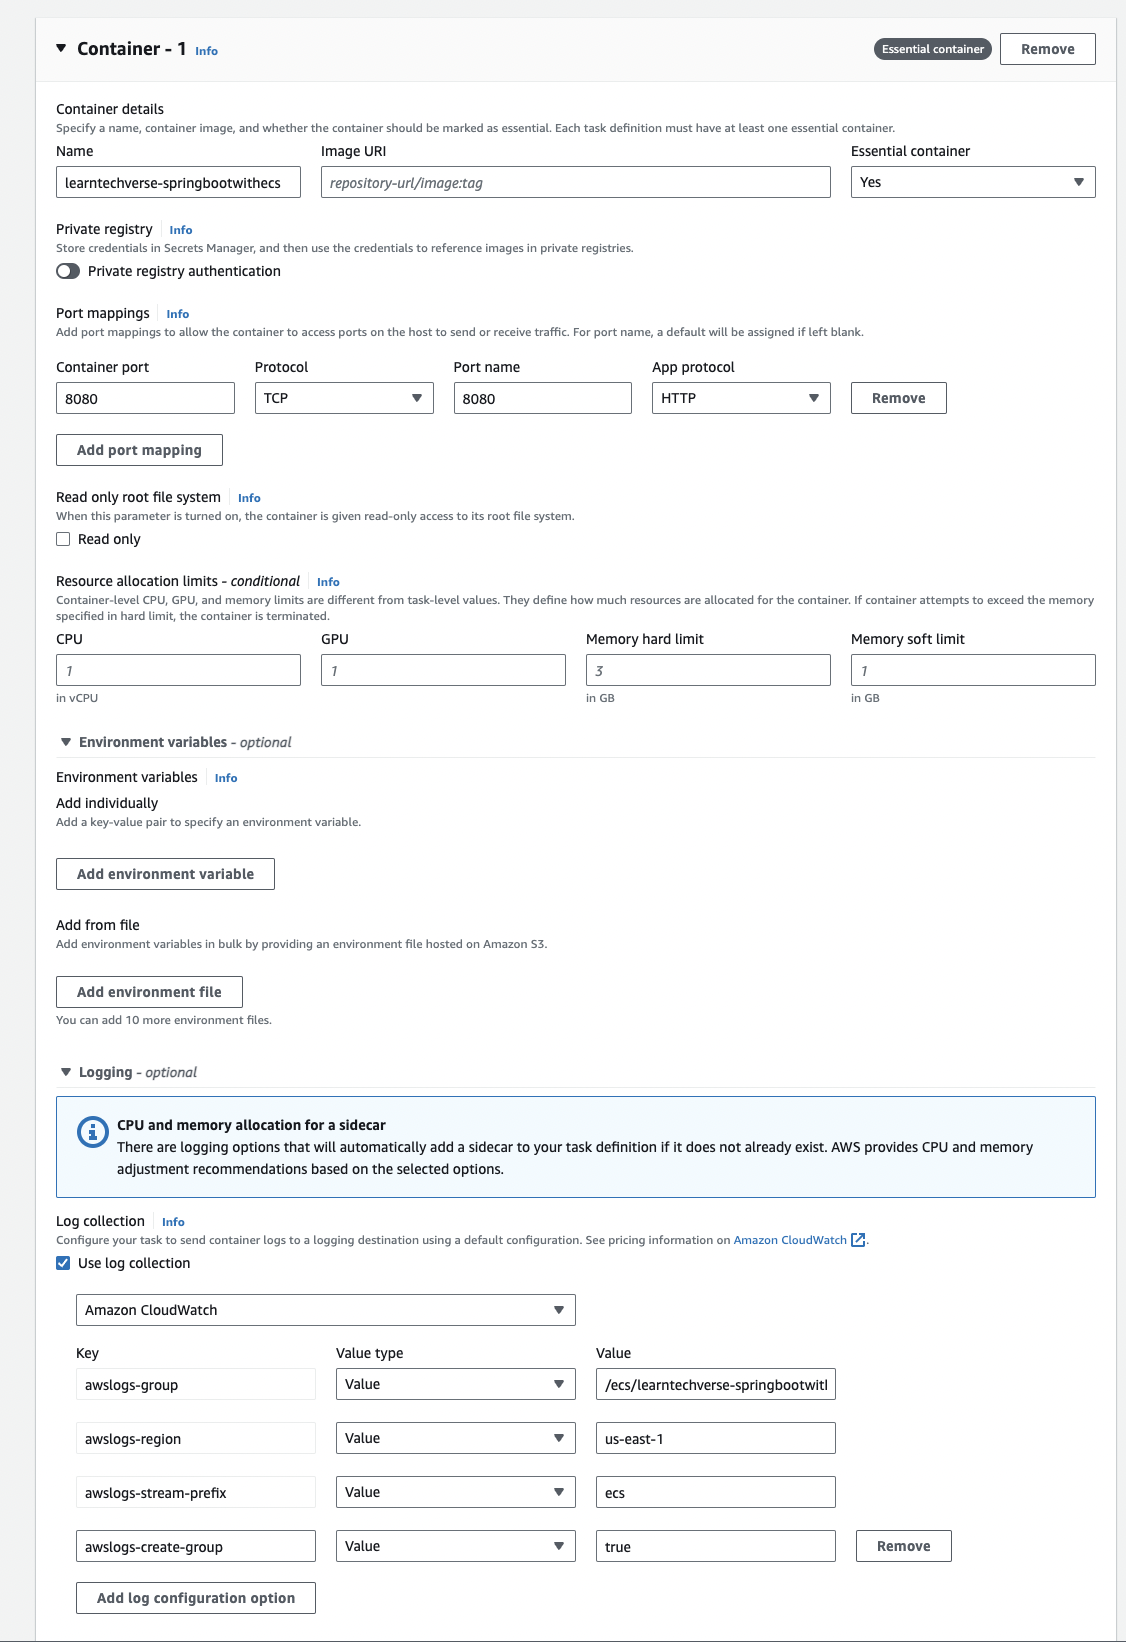 Container - 1 Info
Essential container
Remove
Container details
Specify a name, container image, and whether the container should be marked as essential. Each task definition must have at least one essential container.
Name Image URI Essential container
learntechverse-springbootwithecs repository-url/image:tag Yes
Private registry Info
Store credentials in Secrets Manager, and then use the credentials to reference images in private registries.
Private registry authentication
Port mappings Info
Add port mappings to allow the container to access ports on the host to send or receive traffic. For port name, a default will be assigned if left blank.
Container port Protocol Port name App protocol
8080 TCP 8080 HTTP Remove
Add port mapping
Read only root file system Info
When this parameter is turned on, the container is given read-only access to its root file system.
Read only
Resource allocation limits - conditional Info
Container-level CPU, GPU, and memory limits are different from task-level values. They define how much resources are allocated for the container. If container attempts to exceed the memory
specified in hard limit, the container is terminated.
CPU GPU Memory hard limit Memory soft limit
1 1 3 1
in vCPU in GB in GB
Environment variables - optional
Environment variables Info
Add individually
Add a key-value pair to specify an environment variable.
Add environment variable
Add from file
Add environment variables in bulk by providing an environment file hosted on Amazon S3.
Add environment file
You can add 10 more environment files.
Logging - optional
CPU and memory allocation for a sidecar
There are logging options that will automatically add a sidecar to your task definition if it does not already exist. AWS provides CPU and memory
adjustment recommendations based on the selected options.
Log collection Info
Configure your task to send container logs to a logging destination using a default configuration. See pricing information on Amazon CloudWatch.
Use log collection
Amazon CloudWatch
Key Value type Value
awslogs-group Value /ecs/learntechverse-springbootwitl
awslogs-region Value us-east-1
awslogs-stream-prefix Value ecs
awslogs-create-group Value true Remove
Add log configuration option